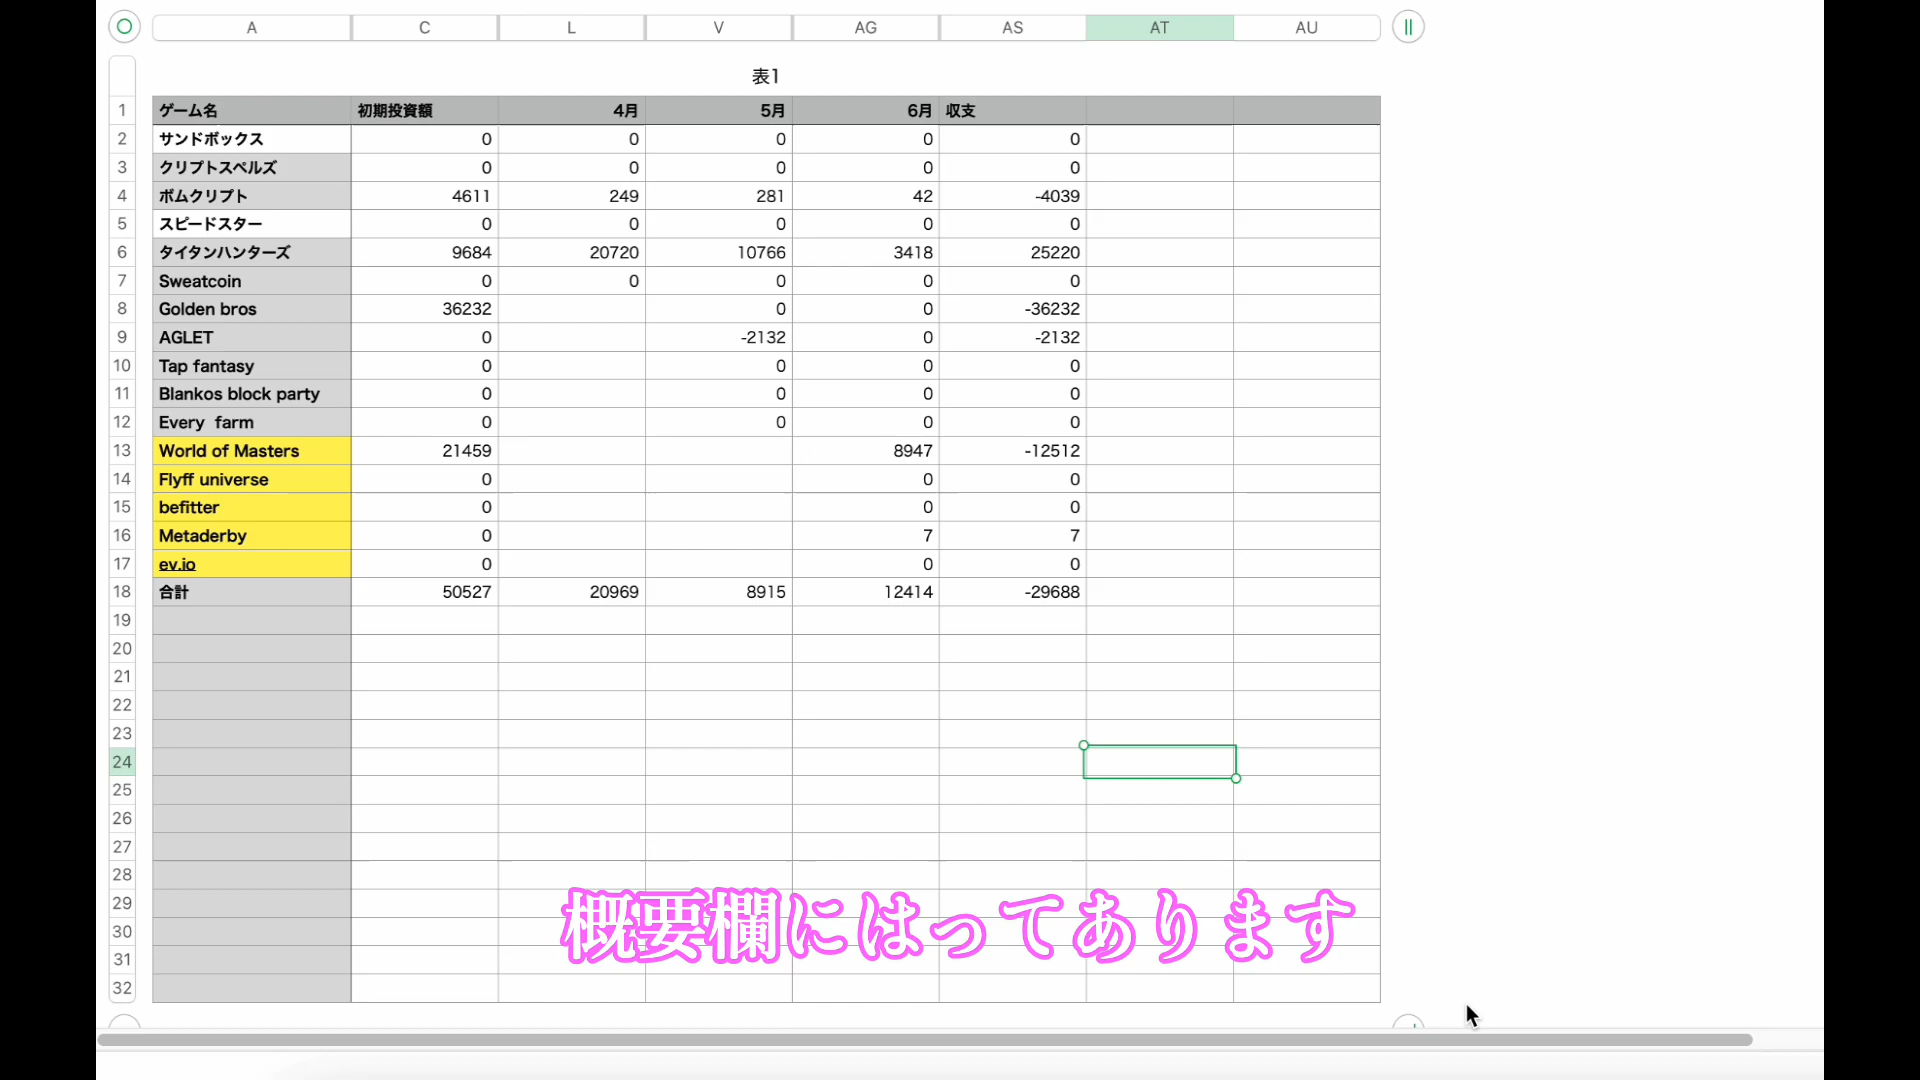 A C L V AG AS AT AU
表1
1 ゲーム名 初期投資額 4月 5月 6月 収支
2 サンドボックス 0 0 0 0 0
3 クリプトスペルズ 0 0 0 0 0
4 ボムクリプト 4611 249 281 42 -4039
5 スピードスター 0 0 0 0 0
6 タイタンハンターズ 9684 20720 10766 3418 25220
7 Sweatcoin 0 0 0 0 0
8 Golden bros 36232 0 0 -36232
9 AGLET 0 -2132 0 -2132
10 Tap fantasy 0 0 0 0
11 Blankos block party 0 0 0 0
12 Every farm 0 0 0 0
13 World of Masters 21459 8947 -12512
14 Flyff universe 0 0 0
15 befitter 0 0 0
16 Metaderby 0 7 7
17 ev.io 0 0 0
18 合計 50527 20969 8915 12414 -29688
19
20
21
22
23
24
25
26
27
28
29
30
31
32
概要欄にはってあります